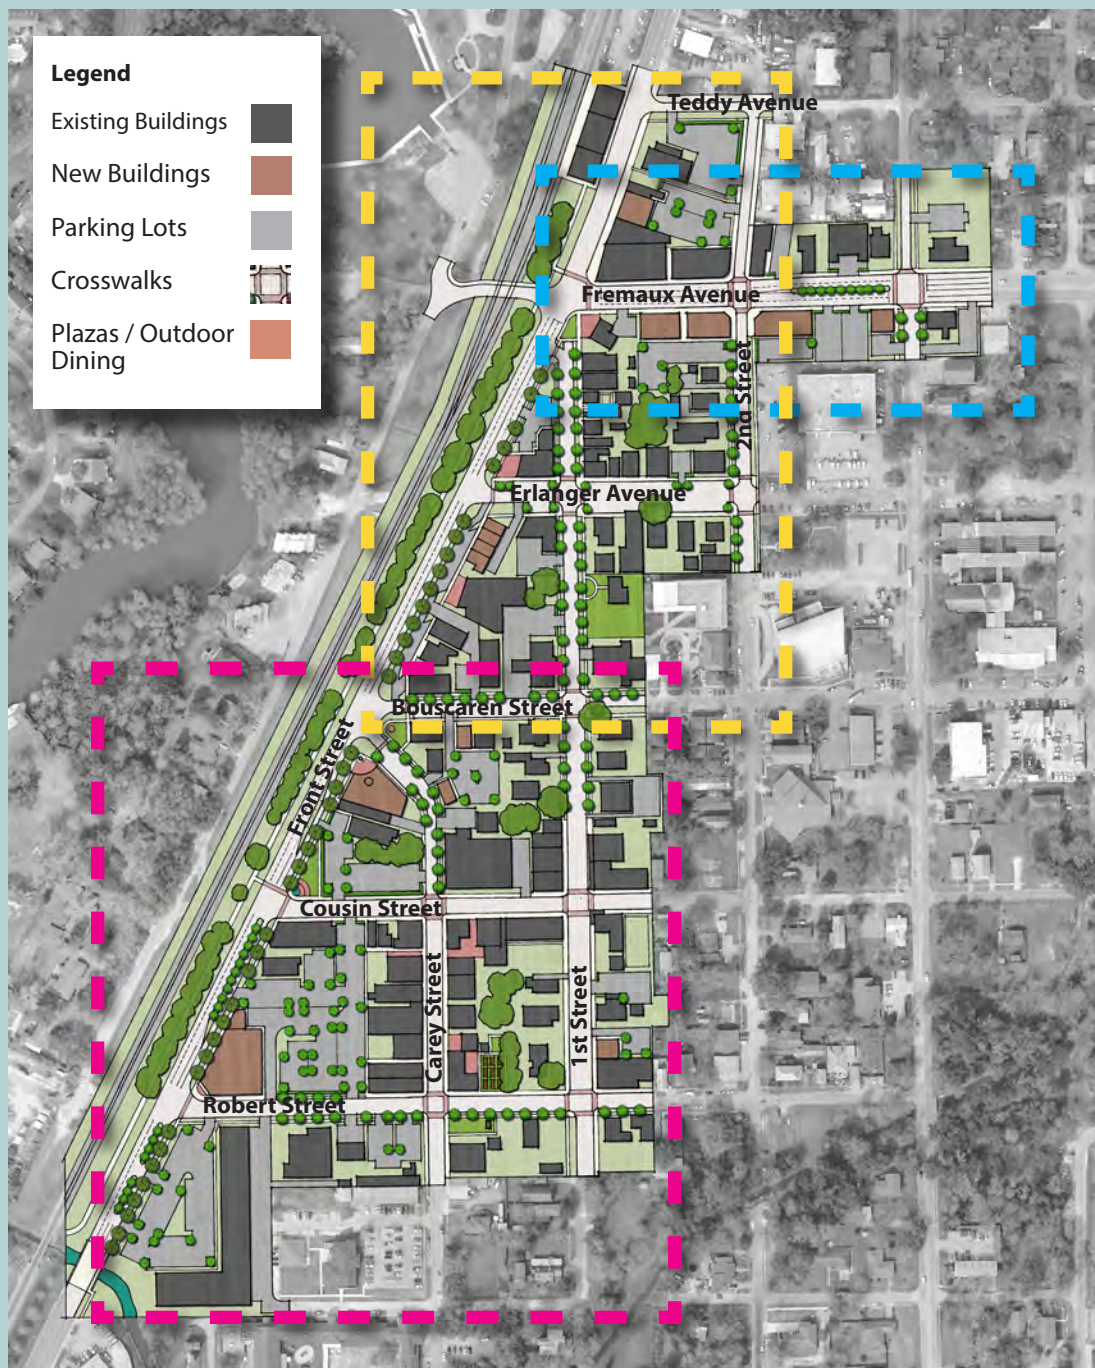 Legend
Existing Buildings
New Buildings
Parking Lots
Crosswalks
Plazas / Outdoor
Dining
Teddy Avenue
Fremaux Avenue
2nd Street
Erlanger Avenue
Bouscaren Street
Front Street
Cousin Street
Carey Street
1st Street
Robert Street